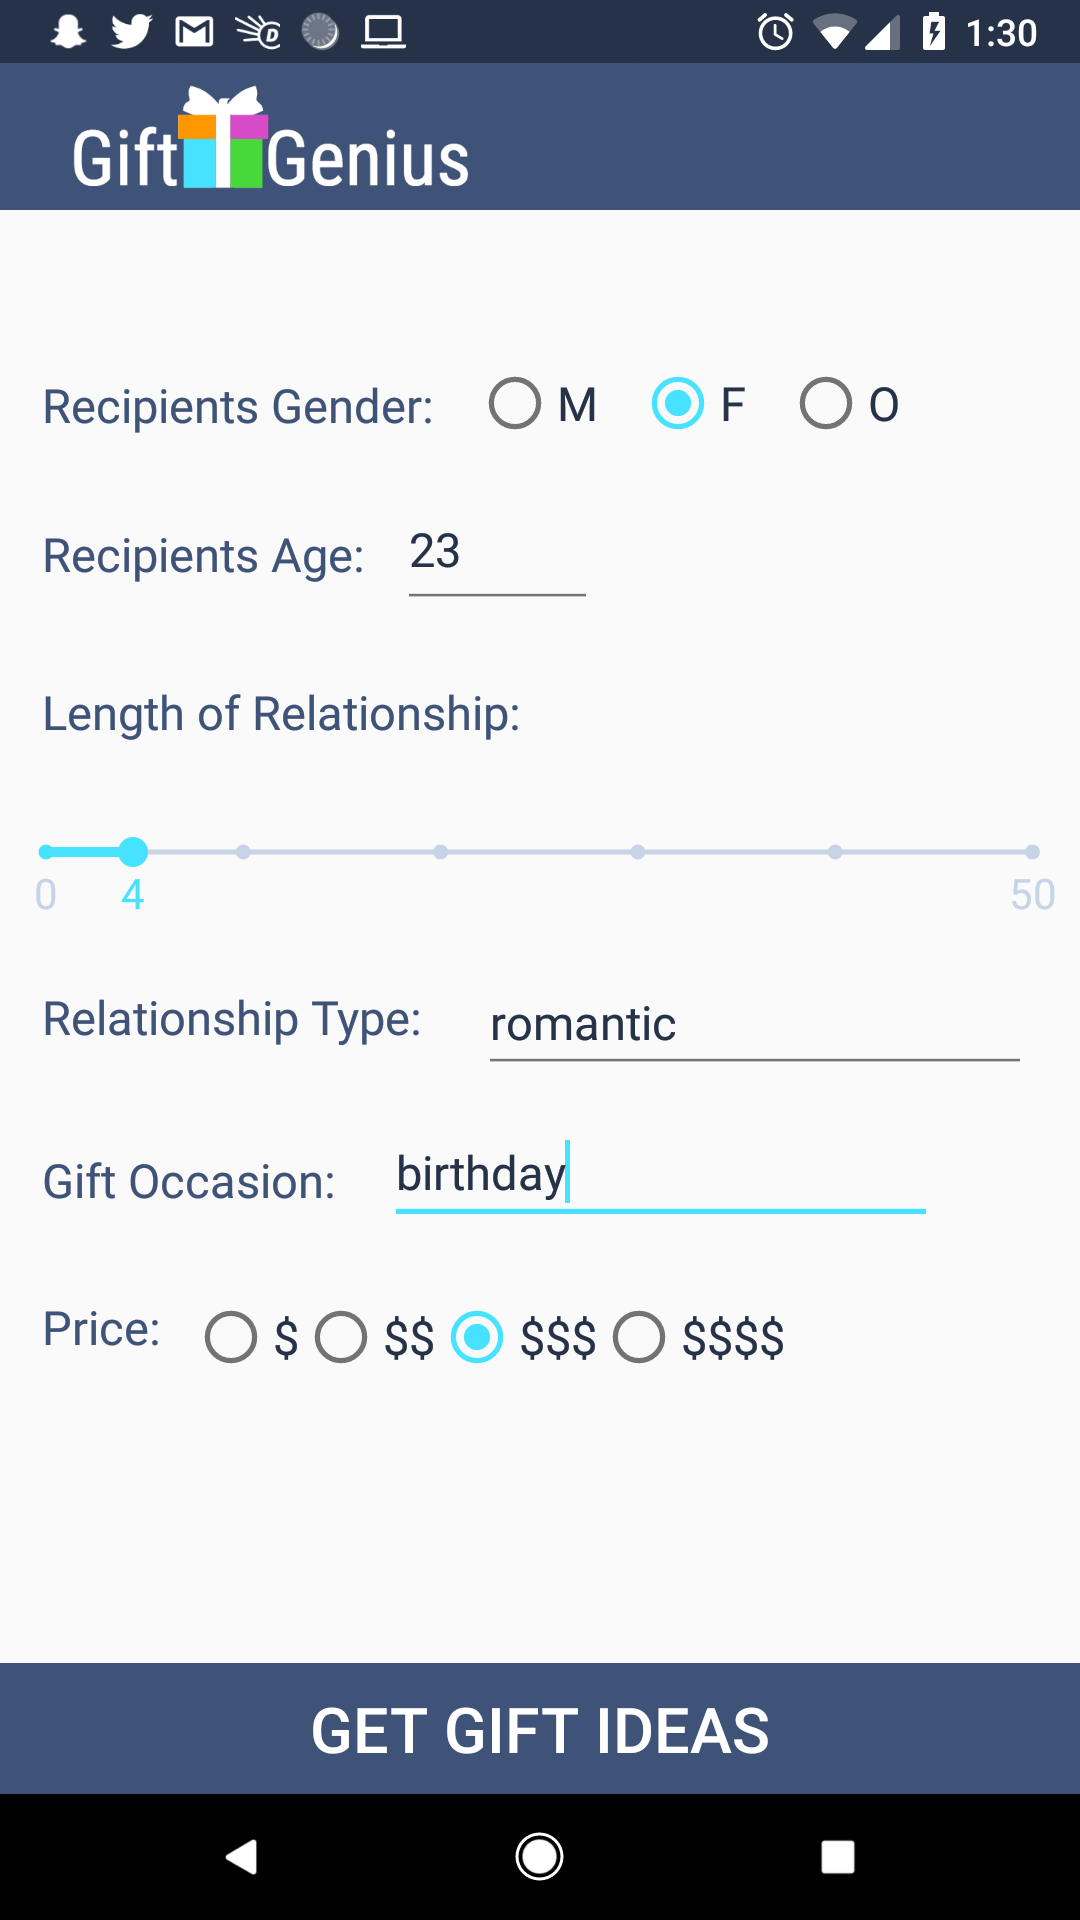 1:30
Gift Genius
Recipients Gender: M F O
Recipients Age: 23
Length of Relationship:
0 4 50
Relationship Type: romantic
Gift Occasion: birthday
Price: $ $$ $$$ $$$$
GET GIFT IDEAS